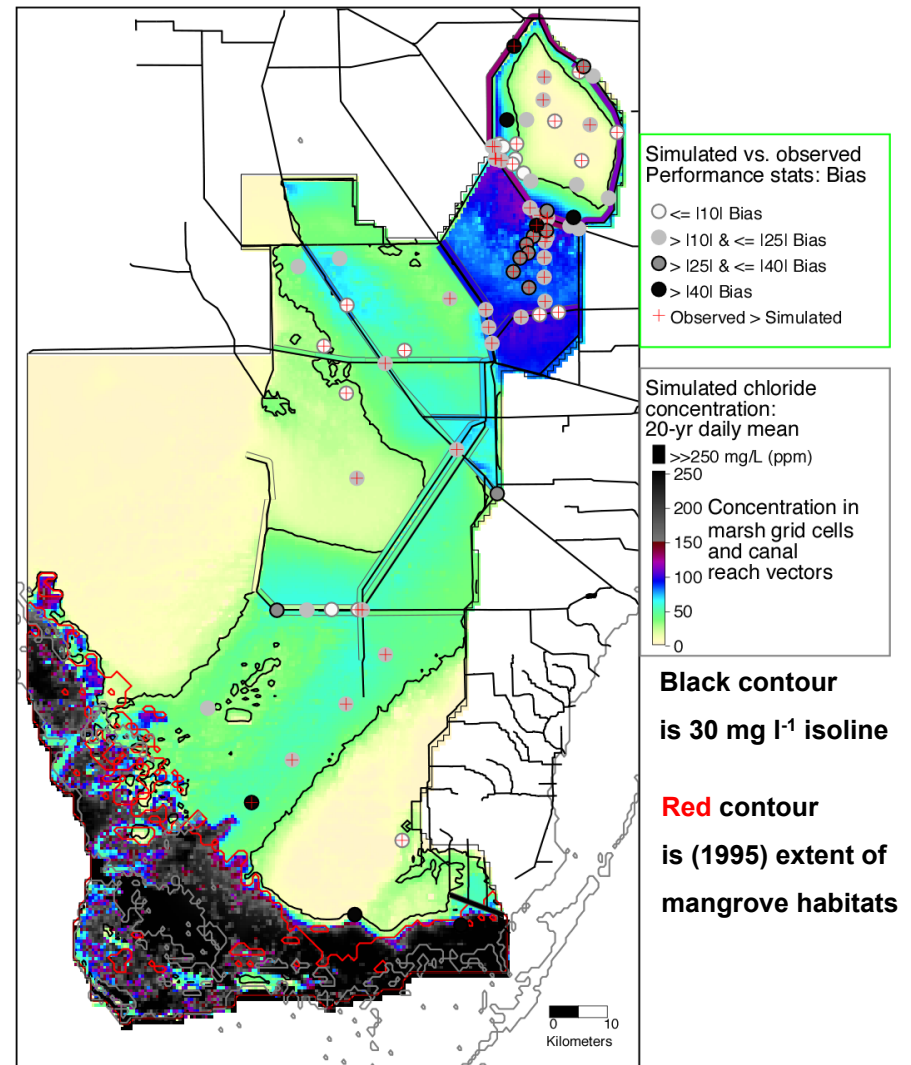 Simulated vs. observed
Performance stats: Bias
<= |10| Bias
> |10| & <= |25| Bias
> |25| & <= |40| Bias
> |40| Bias
Observed > Simulated
Simulated chloride
concentration:
20-yr daily mean
>>250 mg/L (ppm)
250
200
150
100
50
0
Concentration in
marsh grid cells
and canal
reach vectors
Black contour
is 30 mg l-1 isoline
Red contour
is (1995) extent of
mangrove habitats
0 10
Kilometers